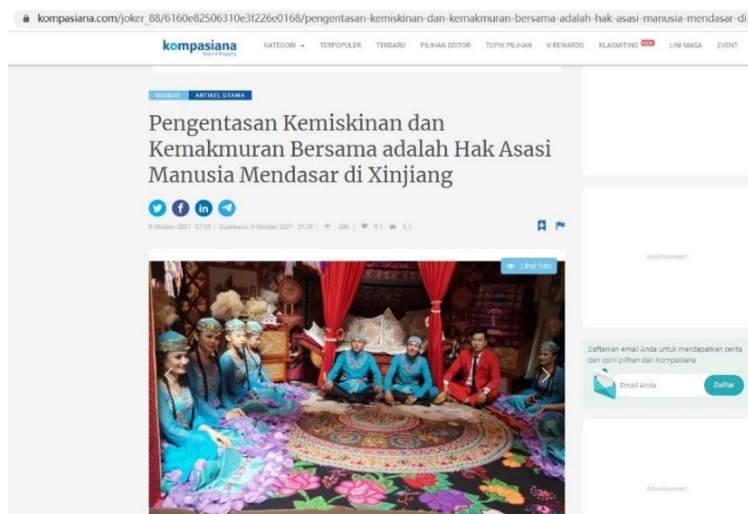 kompasiana.com/joker_88/6160e82506310e3f226e0168/pengentasan-kemiskinan-dan-kemakmuran-bersama-adalah-hak-asasi-manusia-mendasar-di
kompasiana
KATEGORI TERPOPULER TERBARU PILIHAN EDITOR TOPIK PILIHAN K-REWARDS KLASMITING NEW LINI MASA EVENT
ARTIKEL UTAMA
Pengentasan Kemiskinan dan
Kemakmuran Bersama adalah Hak Asasi
Manusia Mendasar di Xinjiang
Lihat foto
Advertisement
Daftarkan email Anda untuk mendapatkan cerita
dan opini pilihan dari Kompasiana
Email Anda
Daftar
Advertisement